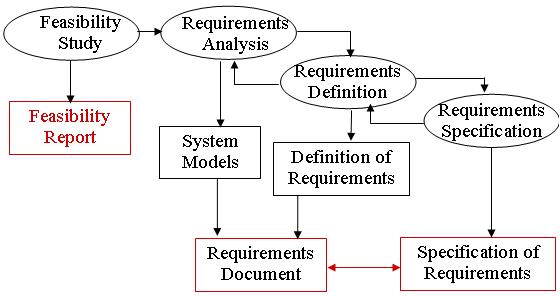 Feasibility
Study
Requirements
Analysis
Requirements
Definition
Requirements
Specification
Feasibility
Report
System
Models
Definition of
Requirements
Requirements
Document
Specification of
Requirements